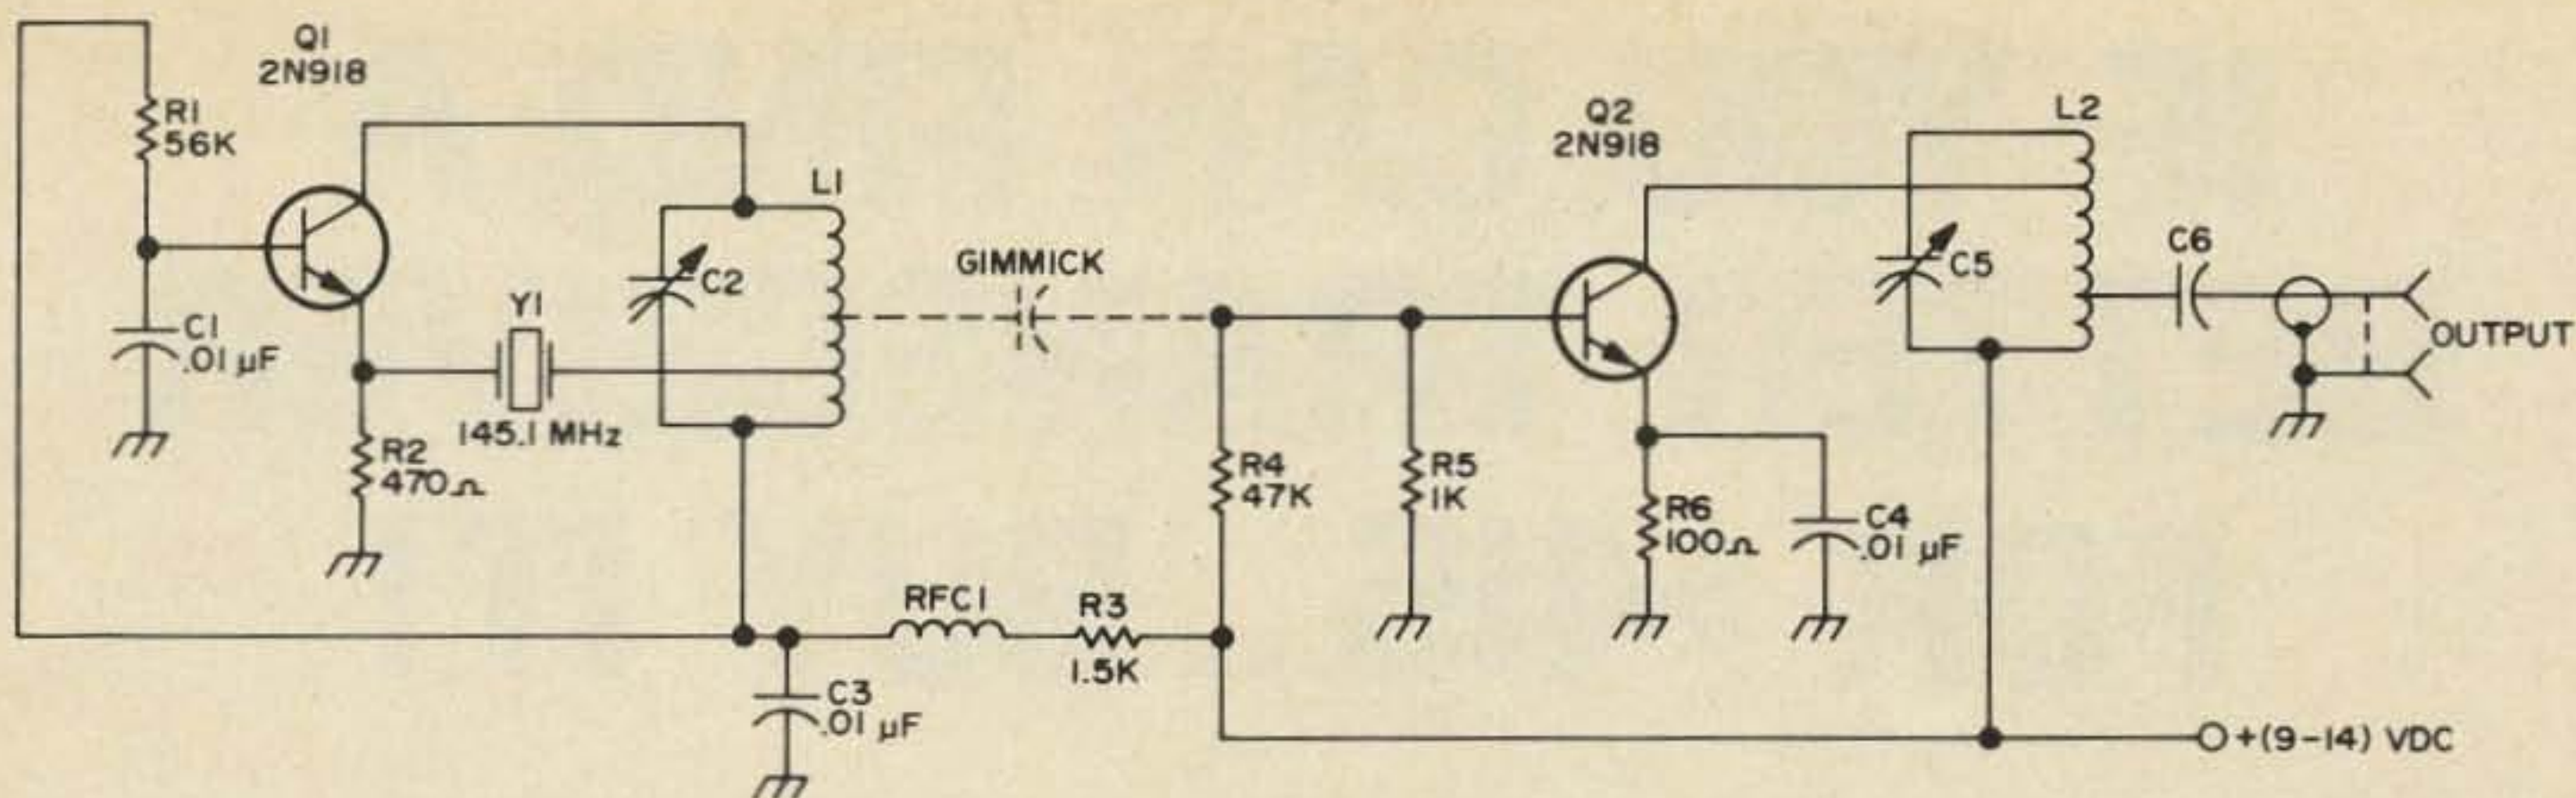 Q1
2N918
R1
56K
C1
.01 µF
Y1
145.1 MHz
R2
470Ω
C2
L1
GIMMICK
RFC1
R3
1.5K
C3
.01 µF
R4
47K
R5
1K
Q2
2N918
R6
100Ω
C4
.01 µF
L2
C5
C6
OUTPUT
+(9-14) VDC